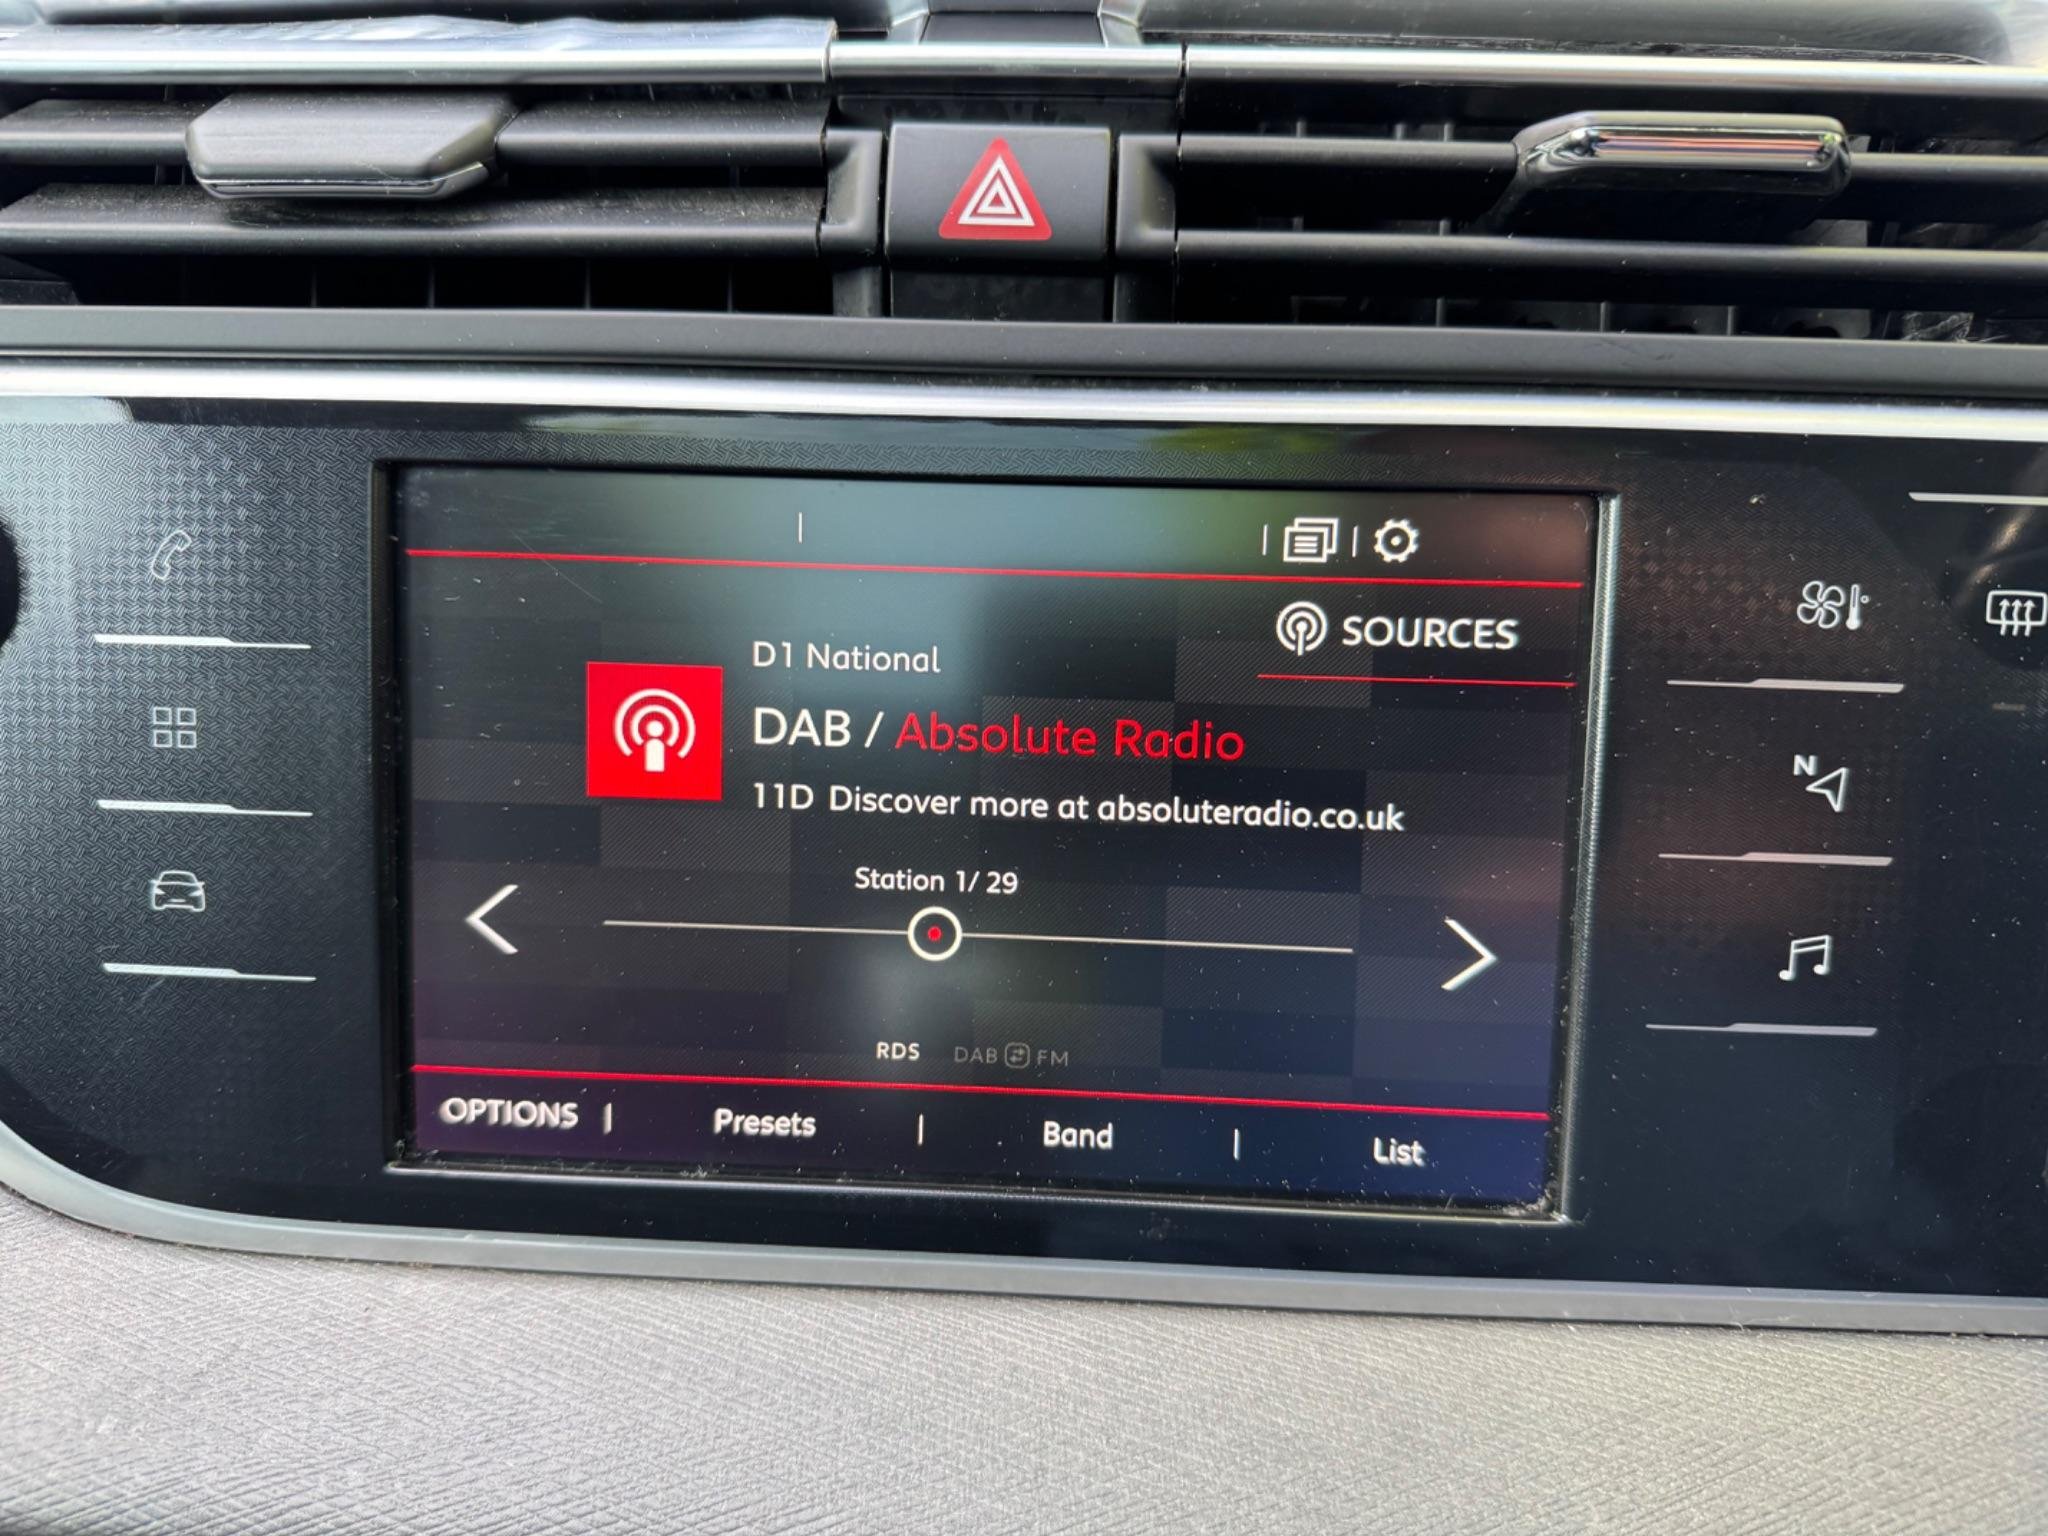 SOURCES
D1 National
DAB / Absolute Radio
11D Discover more at absoluteradio.co.uk
Station 1/ 29
RDS DAB FM
OPTIONS | Presets | Band | List
N